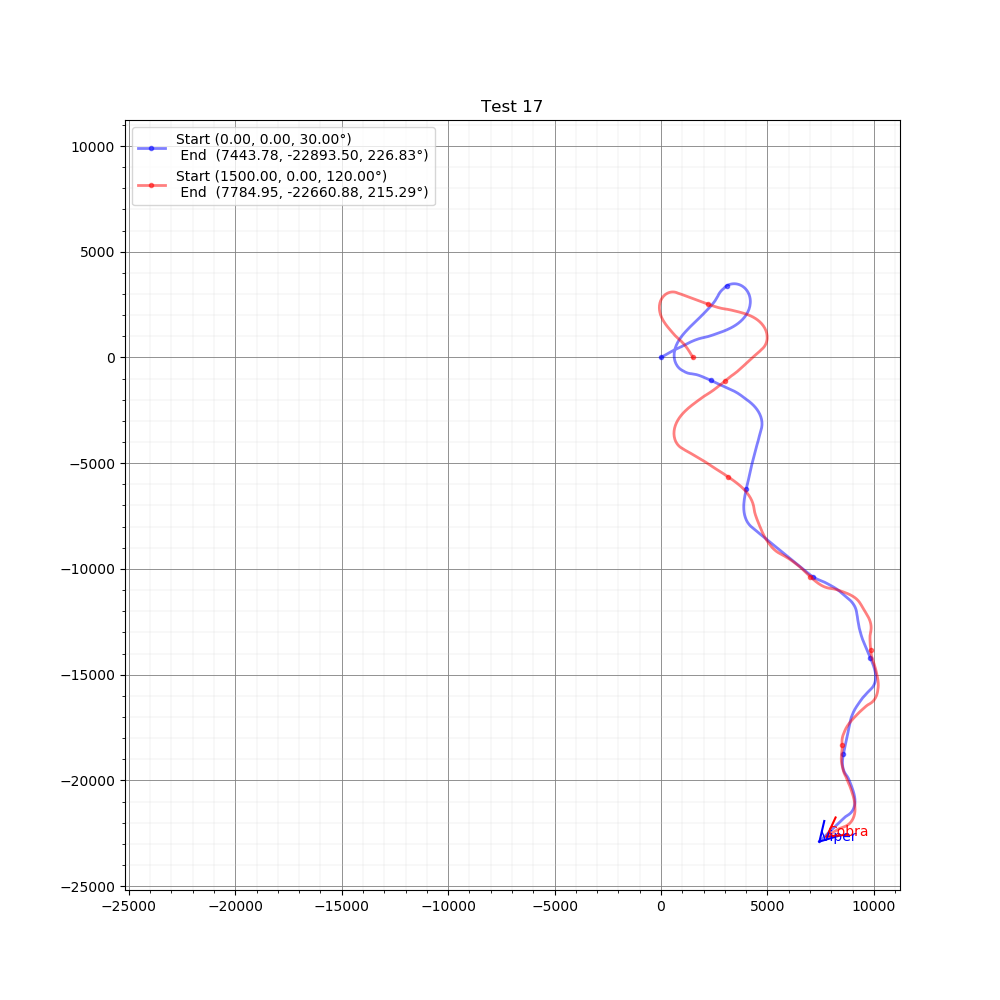 Test 17
Start (0.00, 0.00, 30.00°)
End (7443.78, -22893.50, 226.83°)
Start (1500.00, 0.00, 120.00°)
End (7784.95, -22660.88, 215.29°)
10000
5000
0
−5000
−10000
−15000
−20000
−25000
−25000 −20000 −15000 −10000 −5000 0 5000 10000